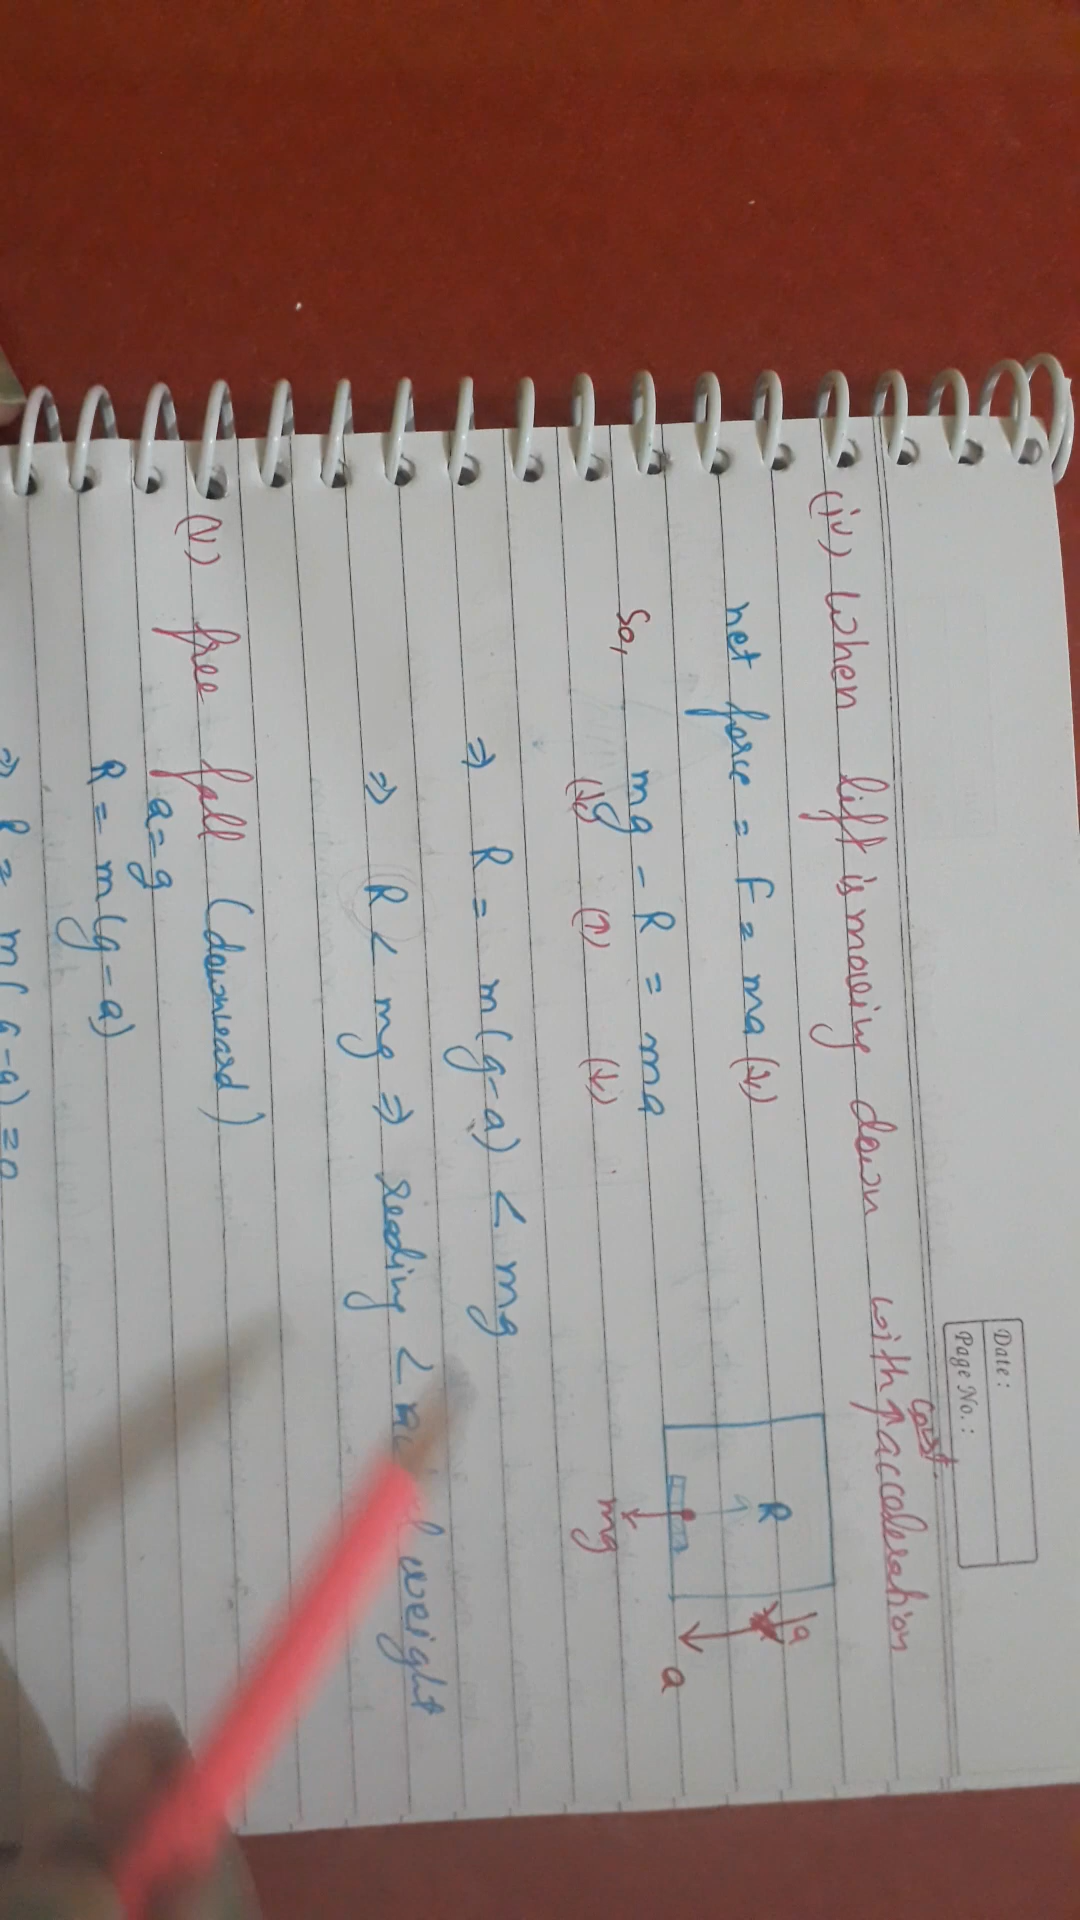 Date :
Page No. :
(iv) When lift is moving down with const. acceleration
net force = F = ma (↓)
R
a
a
mg
So, mg - R = ma
(↓) (↑) (↓)
⇒ R = m(g-a) < mg
⇒ R < mg ⇒ reading < weight
(v) free fall (downward)
a = g
R = m(g-a)
⇒ R = m(g-g) = 0